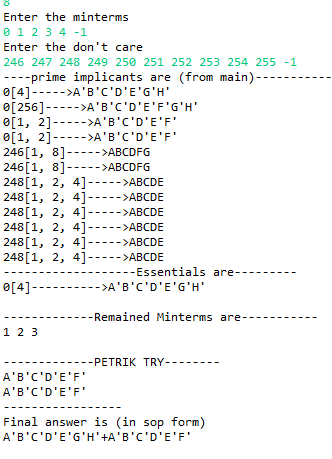 8
Enter the minterms
0 1 2 3 4 -1
Enter the don't care
246 247 248 249 250 251 252 253 254 255 -1
----prime implicants are (from main)-----------
0[4]----->A'B'C'D'E'G'H'
0[256]----->A'B'C'D'E'F'G'H'
0[1, 2]----->A'B'C'D'E'F'
0[1, 2]----->A'B'C'D'E'F'
246[1, 8]----->ABCDFG
246[1, 8]----->ABCDFG
248[1, 2, 4]----->ABCDE
248[1, 2, 4]----->ABCDE
248[1, 2, 4]----->ABCDE
248[1, 2, 4]----->ABCDE
248[1, 2, 4]----->ABCDE
248[1, 2, 4]----->ABCDE
------------------Essentials are---------
0[4]---------->A'B'C'D'E'G'H'
-------------Remained Minterms are-----------
1 2 3
-------------PETRIK TRY--------
A'B'C'D'E'F'
A'B'C'D'E'F'
-----------------
Final answer is (in sop form)
A'B'C'D'E'G'H'+A'B'C'D'E'F'